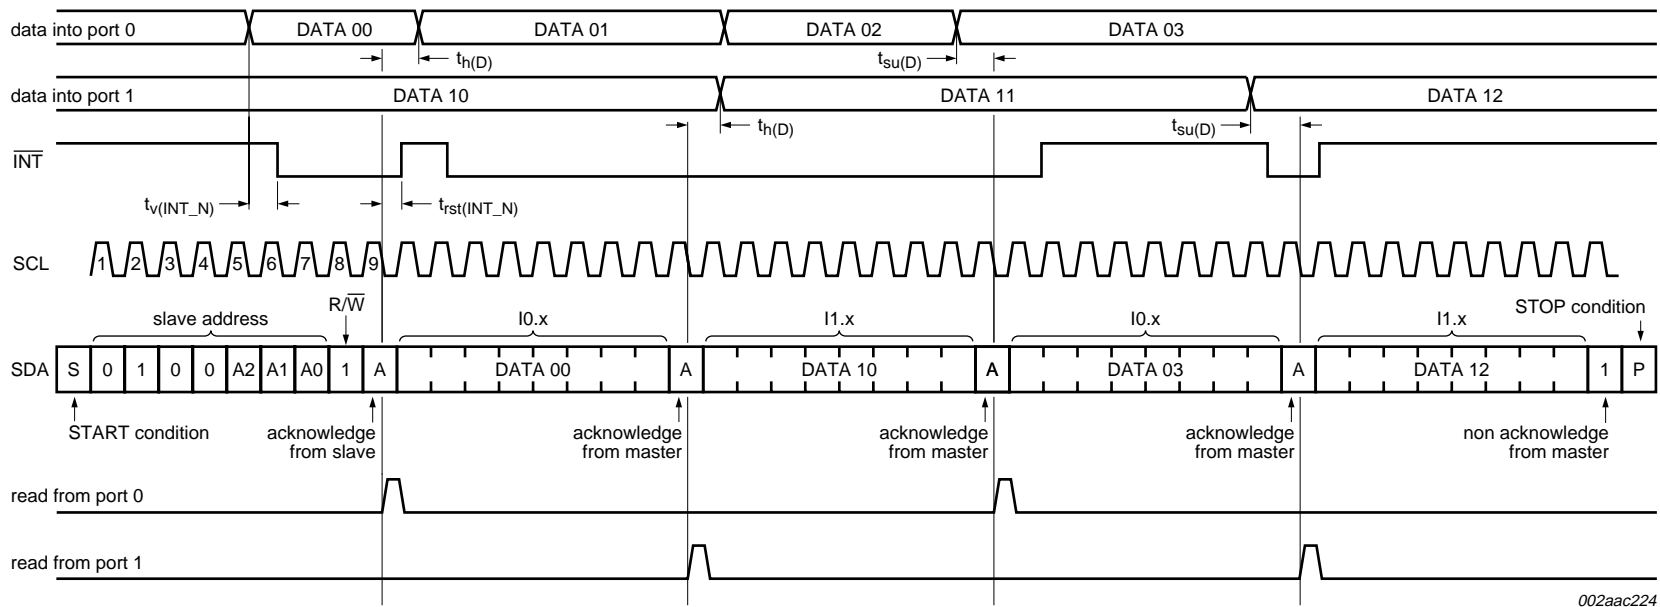 data into port 0 DATA 00 DATA 01 DATA 02 DATA 03
th(D) tsu(D)
data into port 1 DATA 10 DATA 11 DATA 12
th(D) tsu(D)
INT
tv(INT_N) trst(INT_N)
SCL 1 2 3 4 5 6 7 8 9
R/W STOP condition
slave address I0.x I1.x I0.x I1.x
SDA S 0 1 0 0 A2 A1 A0 1 A DATA 00 A DATA 10 A DATA 03 A DATA 12 1 P
START condition acknowledge acknowledge acknowledge acknowledge non acknowledge
from slave from master from master from master from master
read from port 0
read from port 1
002aac224